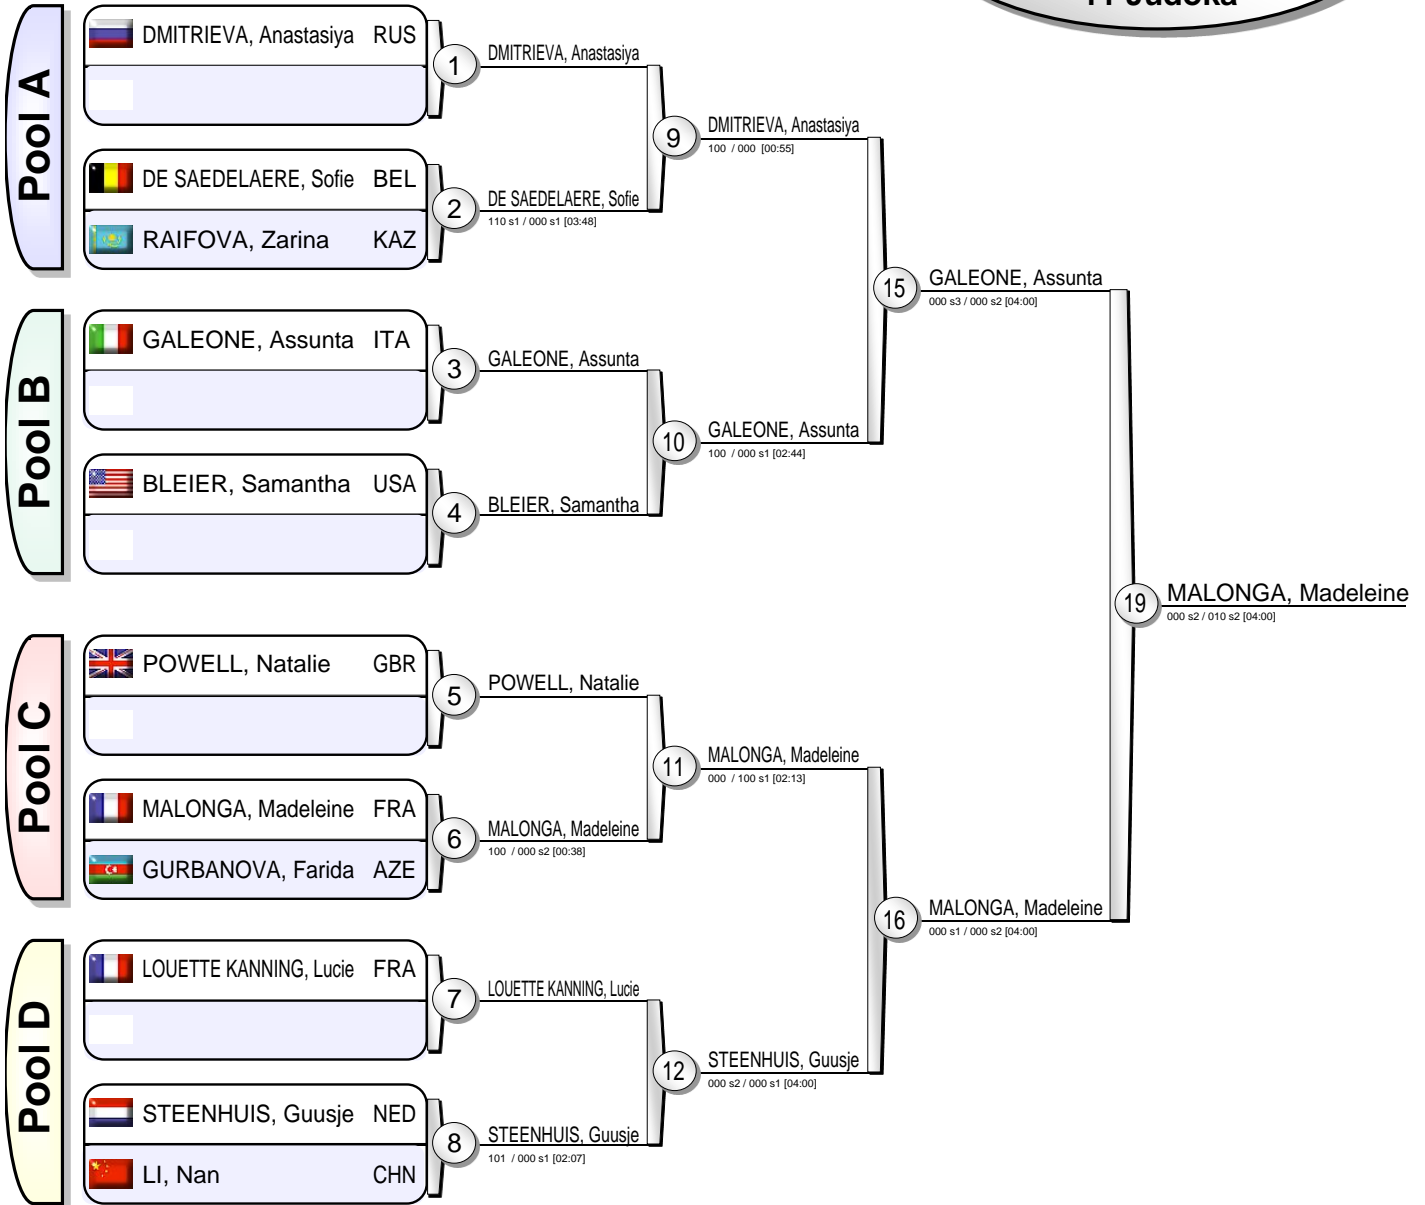 11 Judoka
Pool A
DMITRIEVA, Anastasiya RUS
1
DMITRIEVA, Anastasiya
DE SAEDELAERE, Sofie BEL
RAIFOVA, Zarina KAZ
2
DE SAEDELAERE, Sofie
110 s1 / 000 s1 [03:48]
9
DMITRIEVA, Anastasiya
100 / 000 [00:55]
Pool B
GALEONE, Assunta ITA
3
GALEONE, Assunta
BLEIER, Samantha USA
4
BLEIER, Samantha
10
GALEONE, Assunta
100 / 000 s1 [02:44]
15
GALEONE, Assunta
000 s3 / 000 s2 [04:00]
Pool C
POWELL, Natalie GBR
5
POWELL, Natalie
MALONGA, Madeleine FRA
GURBANOVA, Farida AZE
6
MALONGA, Madeleine
100 / 000 s2 [00:38]
11
MALONGA, Madeleine
000 / 100 s1 [02:13]
Pool D
LOUETTE KANNING, Lucie FRA
7
LOUETTE KANNING, Lucie
STEENHUIS, Guusje NED
LI, Nan CHN
8
STEENHUIS, Guusje
101 / 000 s1 [02:07]
12
STEENHUIS, Guusje
000 s2 / 000 s1 [04:00]
16
MALONGA, Madeleine
000 s1 / 000 s2 [04:00]
19
MALONGA, Madeleine
000 s2 / 010 s2 [04:00]